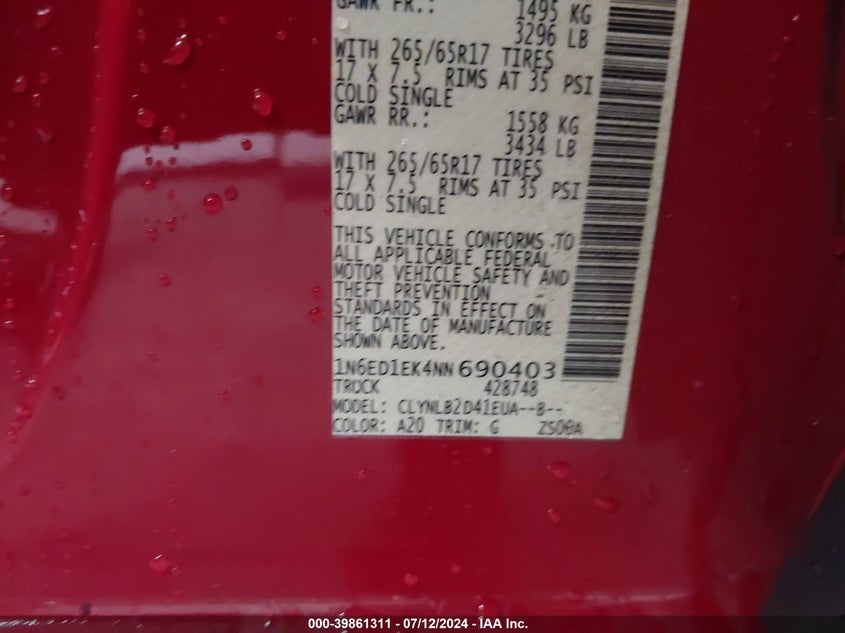 GAWR FR.: 1495 KG
3296 LB
WITH 265/65R17 TIRES
17 X 7.5 RIMS AT 35 PSI
COLD SINGLE
GAWR RR.: 1558 KG
3434 LB
WITH 265/65R17 TIRES
17 X 7.5 RIMS AT 35 PSI
COLD SINGLE
THIS VEHICLE CONFORMS TO
ALL APPLICABLE FEDERAL
MOTOR VEHICLE SAFETY AND
THEFT PREVENTION
STANDARDS IN EFFECT ON
THE DATE OF MANUFACTURE
SHOWN ABOVE.
1N6ED1EK4NN690403
TRUCK 428748
MODEL: CLYNLB2D41EUA--B--
COLOR: A20 TRIM: G ZS00A
000-39861311 - 07/12/2024 - IAA Inc.